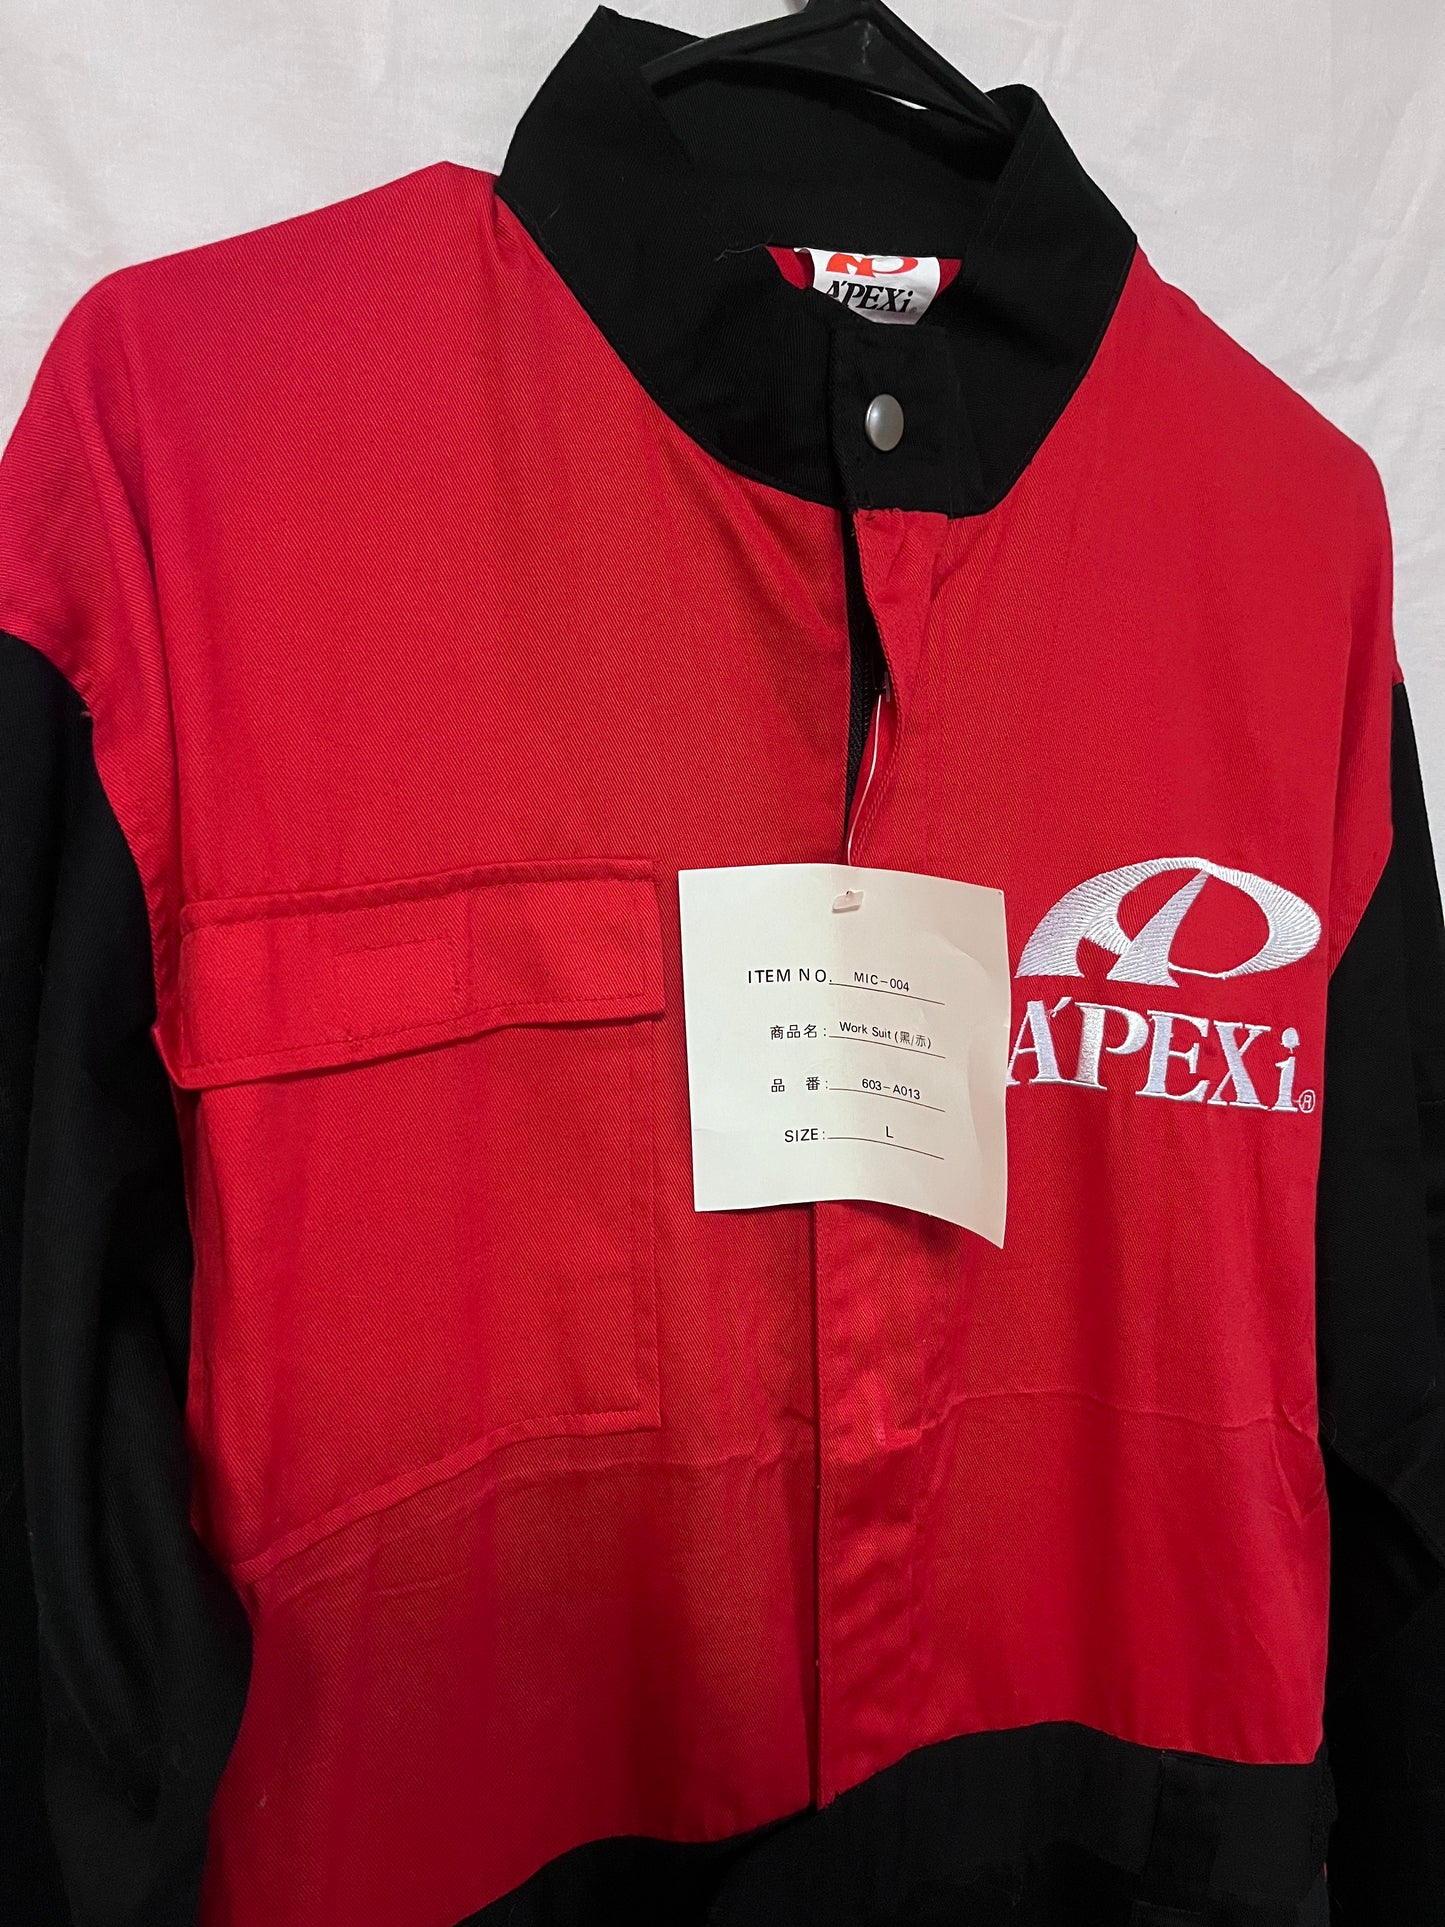 A'PEXi
ITEM NO. MIC-004
商品名: Work Suit (黒/赤)
品 番: 603-A013
SIZE: L
A'PEXi®